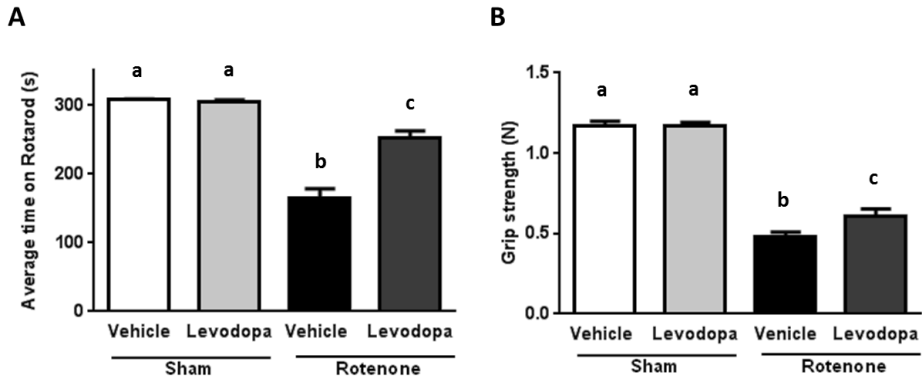 A
B
Average time on Rotarod (s)
300
200
100
0
a
a
b
c
Vehicle
Levodopa
Vehicle
Levodopa
Sham
Rotenone
Grip strength (N)
1.5
1.0
0.5
0.0
a
a
b
c
Vehicle
Levodopa
Venicle
Levodopa
Sham
Rotenone